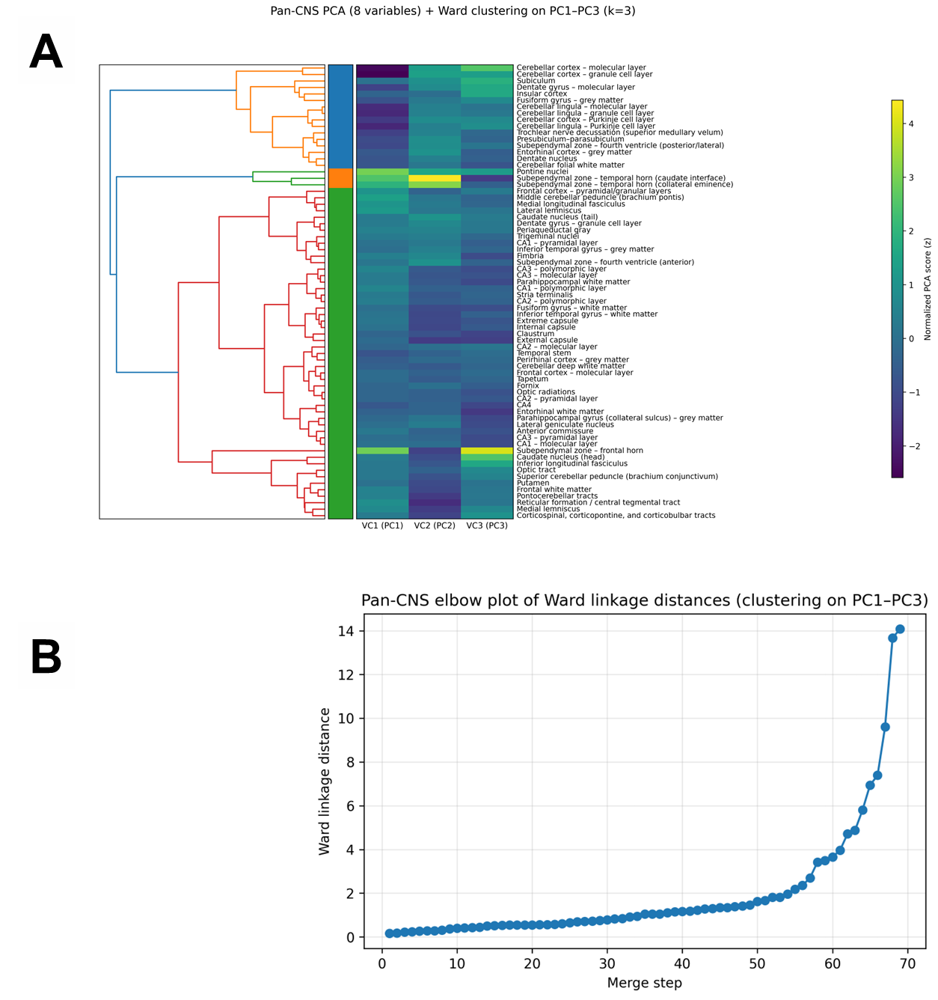 Pan-CNS PCA (8 variables) + Ward clustering on PC1–PC3 (k=3)
A
Cerebellar cortex – molecular layer
Cerebellar cortex – granule cell layer
Subiculum
Dentate gyrus – molecular layer
Insular cortex
Fusiform gyrus – grey matter
Cerebellar lingula – molecular layer
Cerebellar lingula – granule cell layer
Cerebellar cortex – Purkinje cell layer
Cerebellar lingula – Purkinje cell layer
Trochlear nerve decussation (superior medullary velum)
Presubiculum–parasubiculum
Subependymal zone – fourth ventricle (posterior/lateral)
Entorhinal cortex – grey matter
Dentate nucleus
Cerebellar folial white matter
Pontine nuclei
Subependymal zone – temporal horn (caudate interface)
Subependymal zone – temporal horn (collateral eminence)
Frontal cortex – pyramidal/granular layers
Middle cerebellar peduncle (brachium pontis)
Medial longitudinal fasciculus
Lateral lemniscus
Caudate nucleus (tail)
Dentate gyrus – granule cell layer
Periaqueductal gray
Trigeminal nuclei
CA1 – pyramidal layer
Inferior temporal gyrus – grey matter
Fimbria
Subependymal zone – fourth ventricle (anterior)
CA3 – polymorphic layer
CA3 – molecular layer
Parahippocampal white matter
CA1 – polymorphic layer
Stria terminalis
CA2 – polymorphic layer
Fusiform gyrus – white matter
Inferior temporal gyrus – white matter
Extreme capsule
Internal capsule
Claustrum
External capsule
CA2 – molecular layer
Temporal stem
Perirhinal cortex – grey matter
Cerebellar deep white matter
Frontal cortex – molecular layer
Tapetum
Fornix
Optic radiations
CA2 – pyramidal layer
CA4
Entorhinal white matter
Parahippocampal gyrus (collateral sulcus) – grey matter
Lateral geniculate nucleus
Anterior commissure
CA3 – pyramidal layer
CA1 – molecular layer
Subependymal zone – frontal horn
Caudate nucleus (head)
Inferior longitudinal fasciculus
Optic tract
Superior cerebellar peduncle (brachium conjunctivum)
Putamen
Frontal white matter
Pontocerebellar tracts
Reticular formation / central tegmental tract
Medial lemniscus
Corticospinal, corticopontine, and corticobulbar tracts
VC1 (PC1) VC2 (PC2) VC3 (PC3)
4
3
2
1
0
−1
−2
Normalized PCA score (z)
B
Pan-CNS elbow plot of Ward linkage distances (clustering on PC1–PC3)
14
12
10
8
6
4
2
0
Ward linkage distance
0 10 20 30 40 50 60 70
Merge step